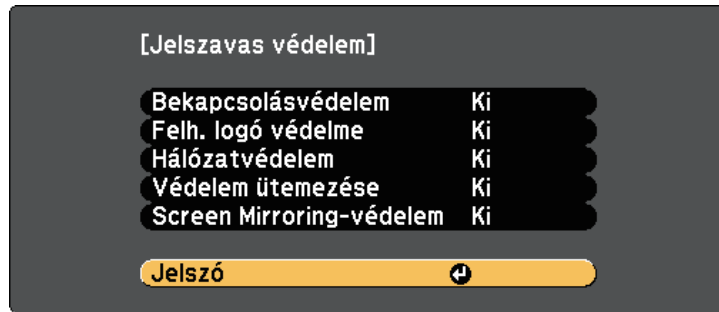 [Jelszavas védelem]
Bekapcsolásvédelem Ki
Felh. logó védelme Ki
Hálózatvédelem Ki
Védelem ütemezése Ki
Screen Mirroring-védelem Ki
Jelszó